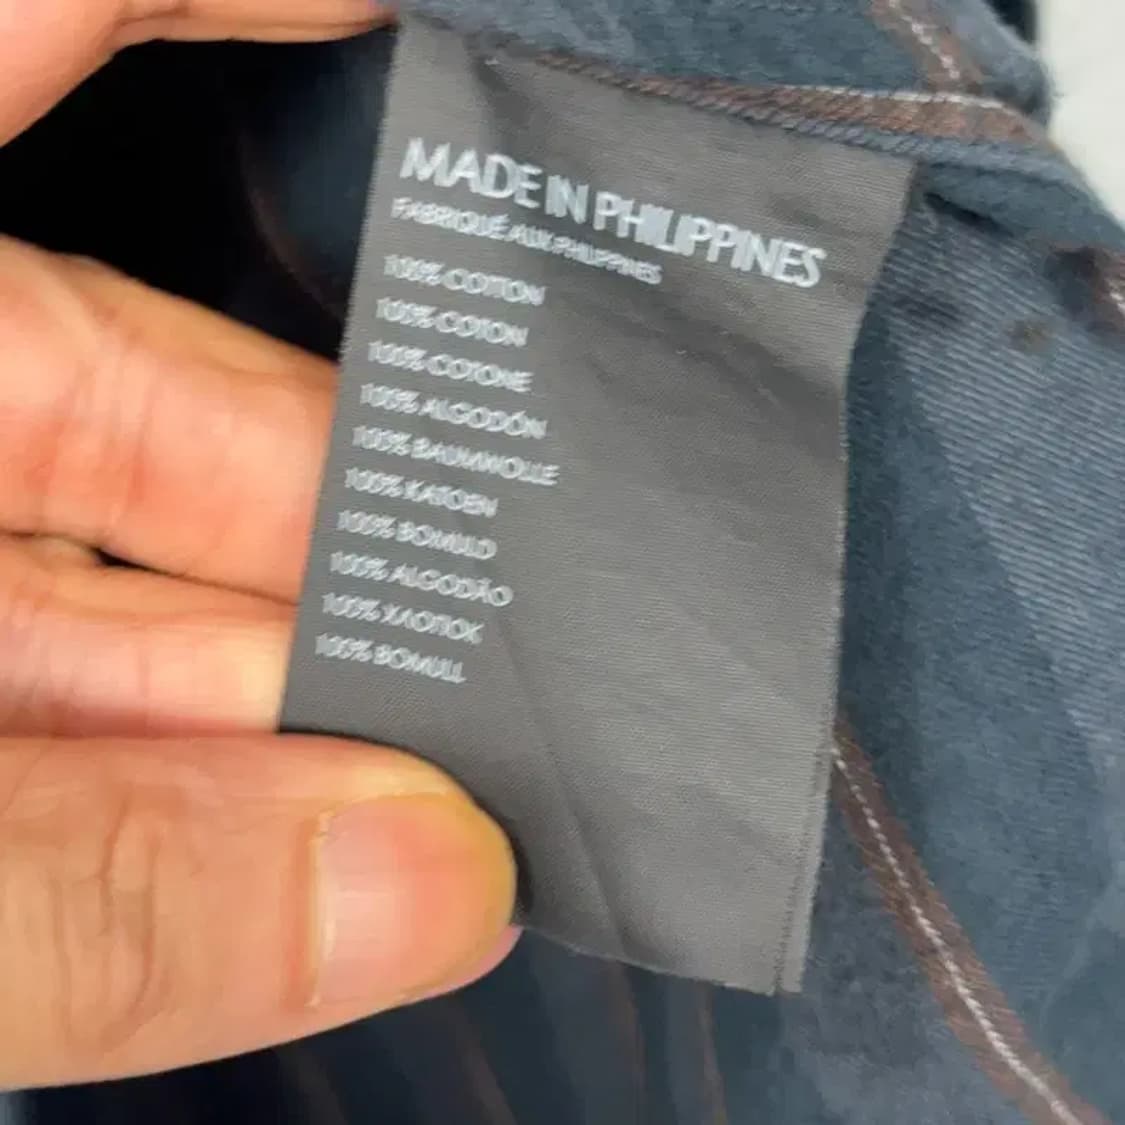 MADE IN PHILIPPINES
FABRIQUÉ AUX PHILIPPINES
100% COTTON
100% COTON
100% COTONE
100% ALGODÓN
100% BAUMWOLLE
100% KATOEN
100% BOMULD
100% ALGODÃO
100% ХЛОПОК
100% BOMULL